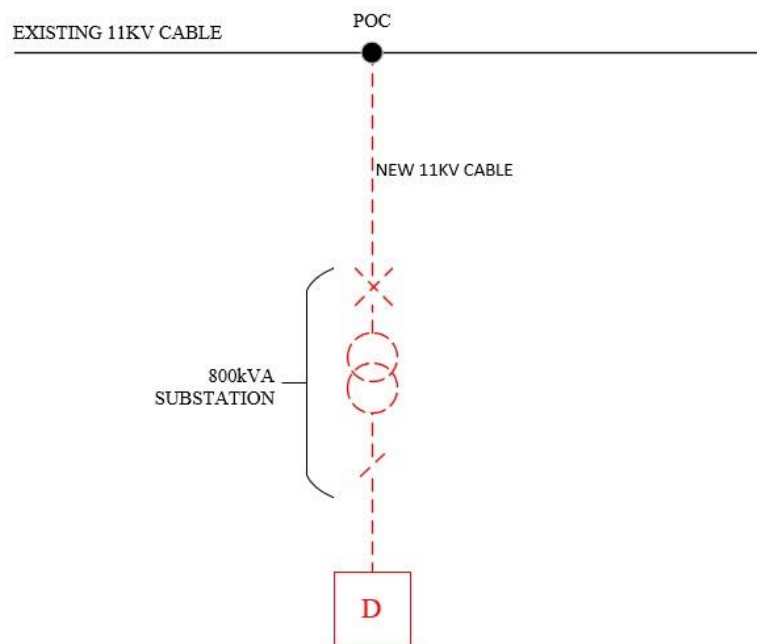 POC
EXISTING 11KV CABLE
NEW 11KV CABLE
800kVA
SUBSTATION
D